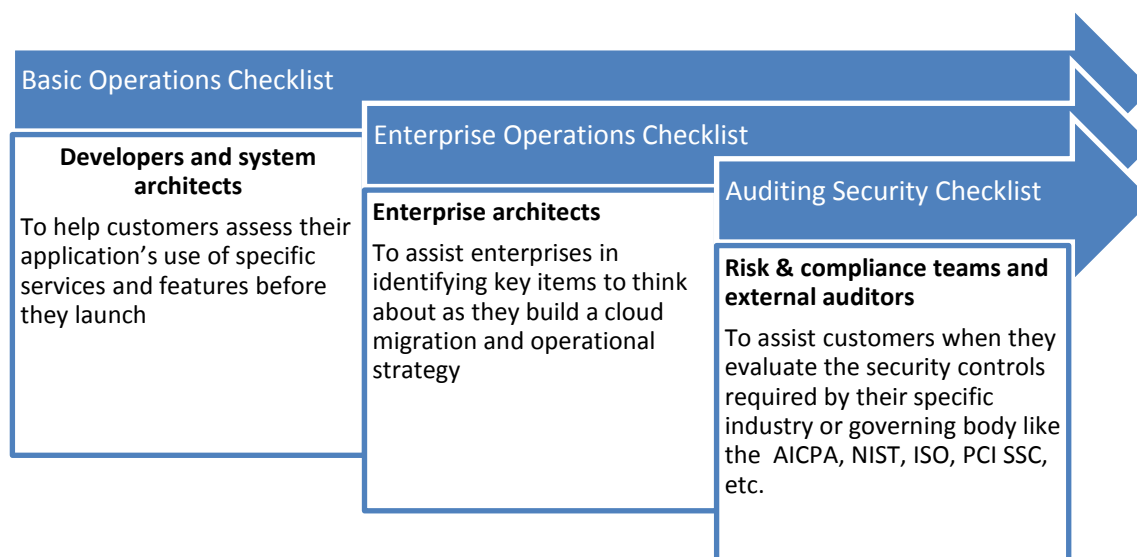 Basic Operations Checklist
Developers and system
architects
To help customers assess their
application’s use of specific
services and features before
they launch
Enterprise Operations Checklist
Enterprise architects
To assist enterprises in
identifying key items to think
about as they build a cloud
migration and operational
strategy
Auditing Security Checklist
Risk & compliance teams and
external auditors
To assist customers when they
evaluate the security controls
required by their specific
industry or governing body like
the  AICPA, NIST, ISO, PCI SSC,
etc.